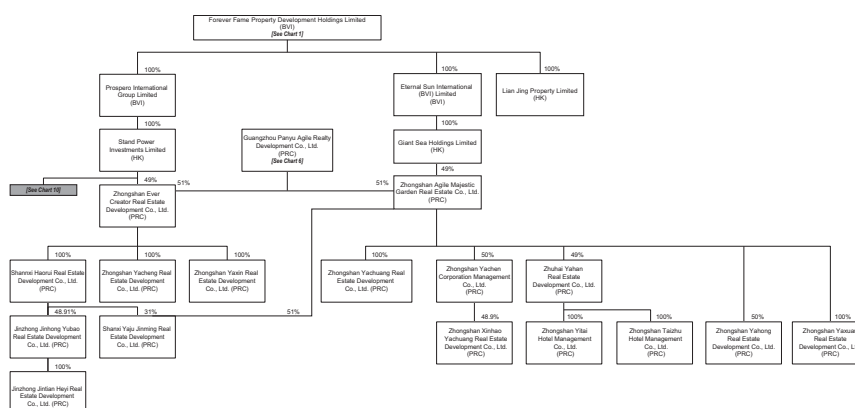 Forever Fame Property Development Holdings Limited
(BVI)
[See Chart 1]
100%
100%
100%
Prospero International
Group Limited
(BVI)
Eternal Sun International
(BVI) Limited
(BVI)
Lian Jing Property Limited
(HK)
100%
100%
Stand Power
Investments Limited
(HK)
Guangzhou Panyu Agile Realty
Development Co., Ltd.
(PRC)
[See Chart 6]
Giant Sea Holdings Limited
(HK)
49%
49%
[See Chart 10]
51%
51%
Zhongshan Ever
Creator Real Estate
Development Co., Ltd.
(PRC)
Zhongshan Agile Majestic
Garden Real Estate Co., Ltd.
(PRC)
100%
100%
100%
100%
50%
49%
Shannxi Haorui Real Estate
Development Co., Ltd.
(PRC)
Zhongshan Yacheng Real
Estate Development
Co., Ltd. (PRC)
Zhongshan Yaxin Real
Estate Development
Co., Ltd. (PRC)
Zhongshan Yachuang Real
Estate Development
Co., Ltd. (PRC)
Zhongshan Yachen
Corporation Management
Co., Ltd.
(PRC)
Zhuhai Yahan
Real Estate
Development Co., Ltd.
(PRC)
48.91%
31%
51%
48.9%
100%
100%
50%
100%
Jinzhong Jinhong Yubao
Real Estate Development
Co., Ltd. (PRC)
Shanxi Yaju Jinming Real
Estate Development
Co., Ltd. (PRC)
Zhongshan Xinhao
Yachuang Real Estate
Development Co., Ltd.
(PRC)
Zhongshan Yitai
Hotel Management
Co., Ltd.
(PRC)
Zhongshan Taizhu
Hotel Management
Co., Ltd.
(PRC)
Zhongshan Yahong
Real Estate
Development Co., Ltd.
(PRC)
Zhongshan Yaxuan
Real Estate
Development Co., Ltd
(PRC)
100%
Jinzhong Jintian Heyi Real
Estate Development
Co., Ltd. (PRC)